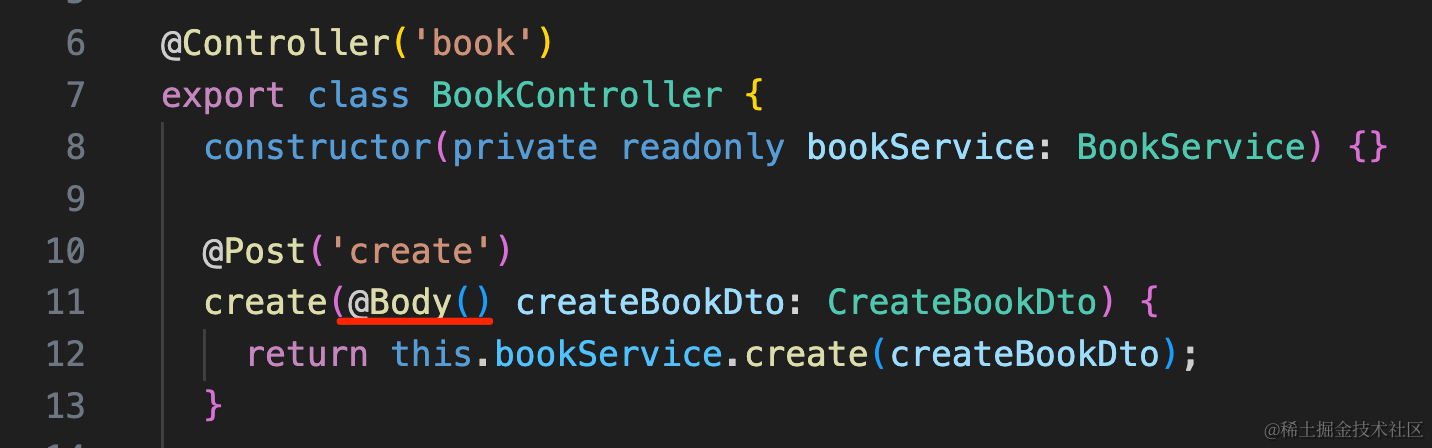 6 @Controller('book')
7 export class BookController {
8 constructor(private readonly bookService: BookService) {}
9
10 @Post('create')
11 create(@Body() createBookDto: CreateBookDto) {
12 return this.bookService.create(createBookDto);
13 }
@稀土掘金技术社区